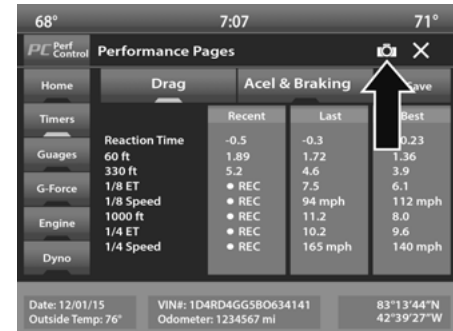 68° 7:07 71°
PC Perf Control Performance Pages
Home Drag Acel & Braking
Timers Recent Last Best
Reaction Time -0.5 -0.3 0.23
Guages 60 ft 1.89 1.72 1.36
330 ft 5.2 4.6 3.9
G-Force 1/8 ET • REC 7.5 6.1
1/8 Speed • REC 94 mph 112 mph
Engine 1000 ft • REC 11.2 8.0
1/4 ET • REC 10.2 9.6
Dyno 1/4 Speed • REC 165 mph 140 mph
Date: 12/01/15 VIN#: 1D4RD4GG5BO634141 83°13'44"N
Outside Temp: 76° Odometer: 1234567 mi 42°39'27"W